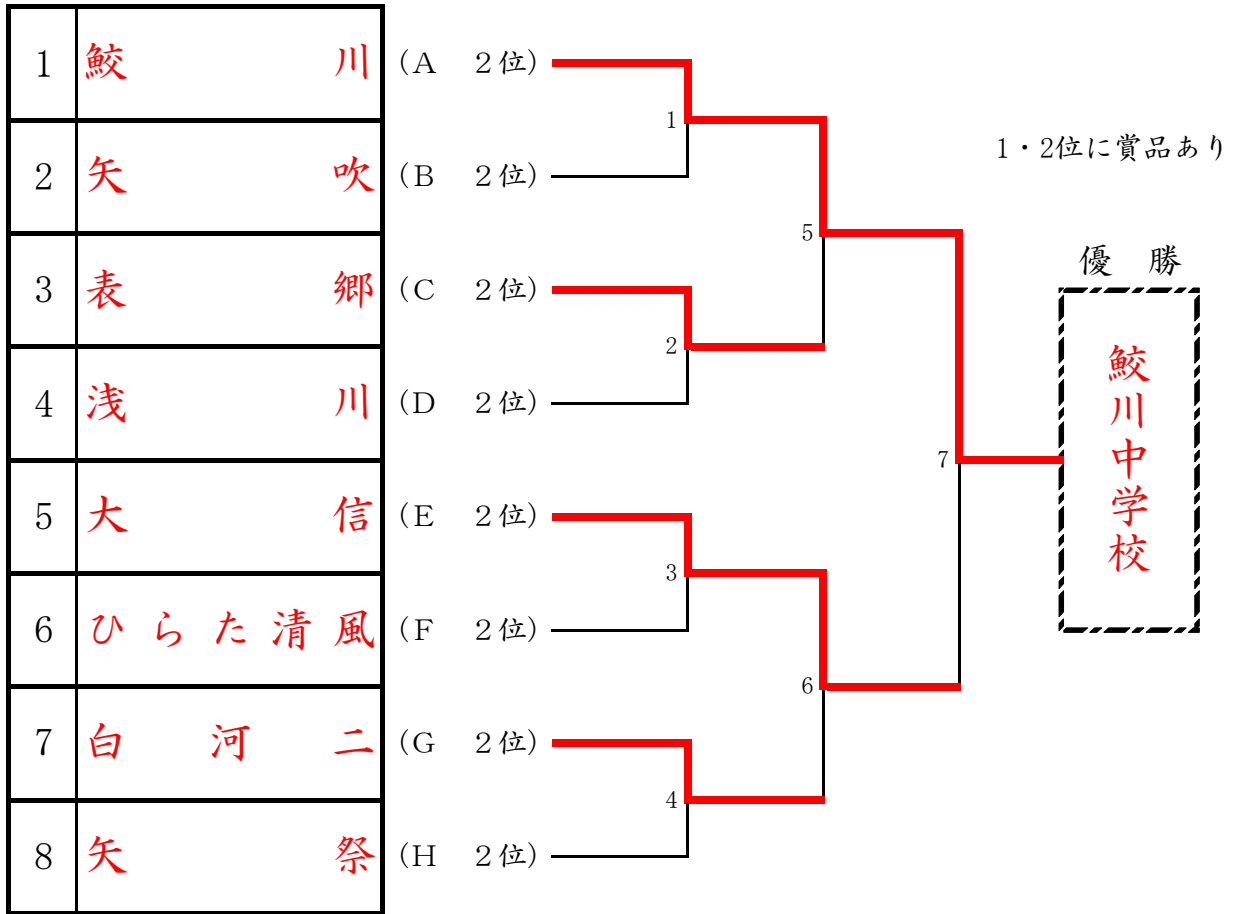 1 鮫川 (A 2位)
1
1・2位に賞品あり
2 矢吹 (B 2位)
5
優 勝
3 表郷 (C 2位)
2
鮫川中学校
4 浅川 (D 2位)
7
5 大信 (E 2位)
3
6 ひらた清風 (F 2位)
6
7 白河二 (G 2位)
4
8 矢祭 (H 2位)